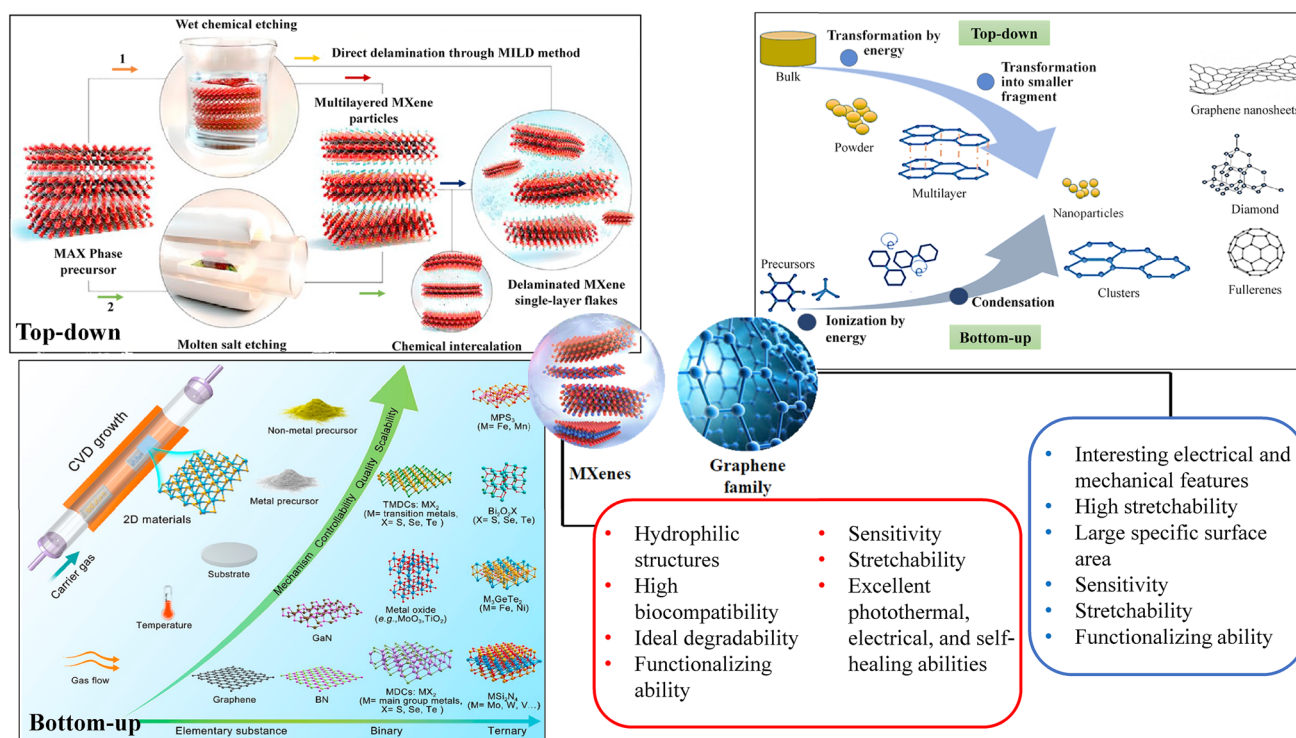 Wet chemical etching
1
Direct delamination through MILD method
Multilayered MXene
particles
MAX Phase
precursor
2
Delaminated MXene
single-layer flakes
Top-down
Molten salt etching
Chemical intercalation
Top-down
Transformation by
energy
Bulk
Transformation
into smaller
fragment
Graphene nanosheets
Powder
Multilayer
Nanoparticles
Diamond
Precursors
e⁻
e⁻
Clusters
Fullerenes
Condensation
Ionization by
energy
Bottom-up
MXenes
Graphene
family
CVD growth
Carrier gas
2D materials
Non-metal precursor
Metal precursor
Substrate
Temperature
Gas flow
Mechanism Controllability Quality Scalability
MPS₃
(M= Fe, Mn)
TMDCs: MX₂
(M= transition metals,
X= S, Se, Te)
Bi₂O₂X
(X= S, Se, Te)
Metal oxide
(e.g.,MoO₃,TiO₂)
M₃GeTe₂
(M= Fe, Ni)
GaN
Graphene
BN
MDCs: MX₂
(M= main group metals,
X= S, Se, Te)
MSi₂N₄
(M= Mo, W, V...)
Bottom-up
Elementary substance
Binary
Ternary
• Hydrophilic
structures
• High
biocompatibility
• Ideal degradability
• Functionalizing
ability
• Sensitivity
• Stretchability
• Excellent
photothermal,
electrical, and self-
healing abilities
• Interesting electrical and
mechanical features
• High stretchability
• Large specific surface
area
• Sensitivity
• Stretchability
• Functionalizing ability